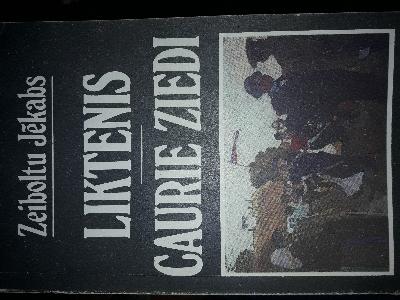 Zeiboltu Jēkabs
LIKTENIS
CAURIE ZIEDI